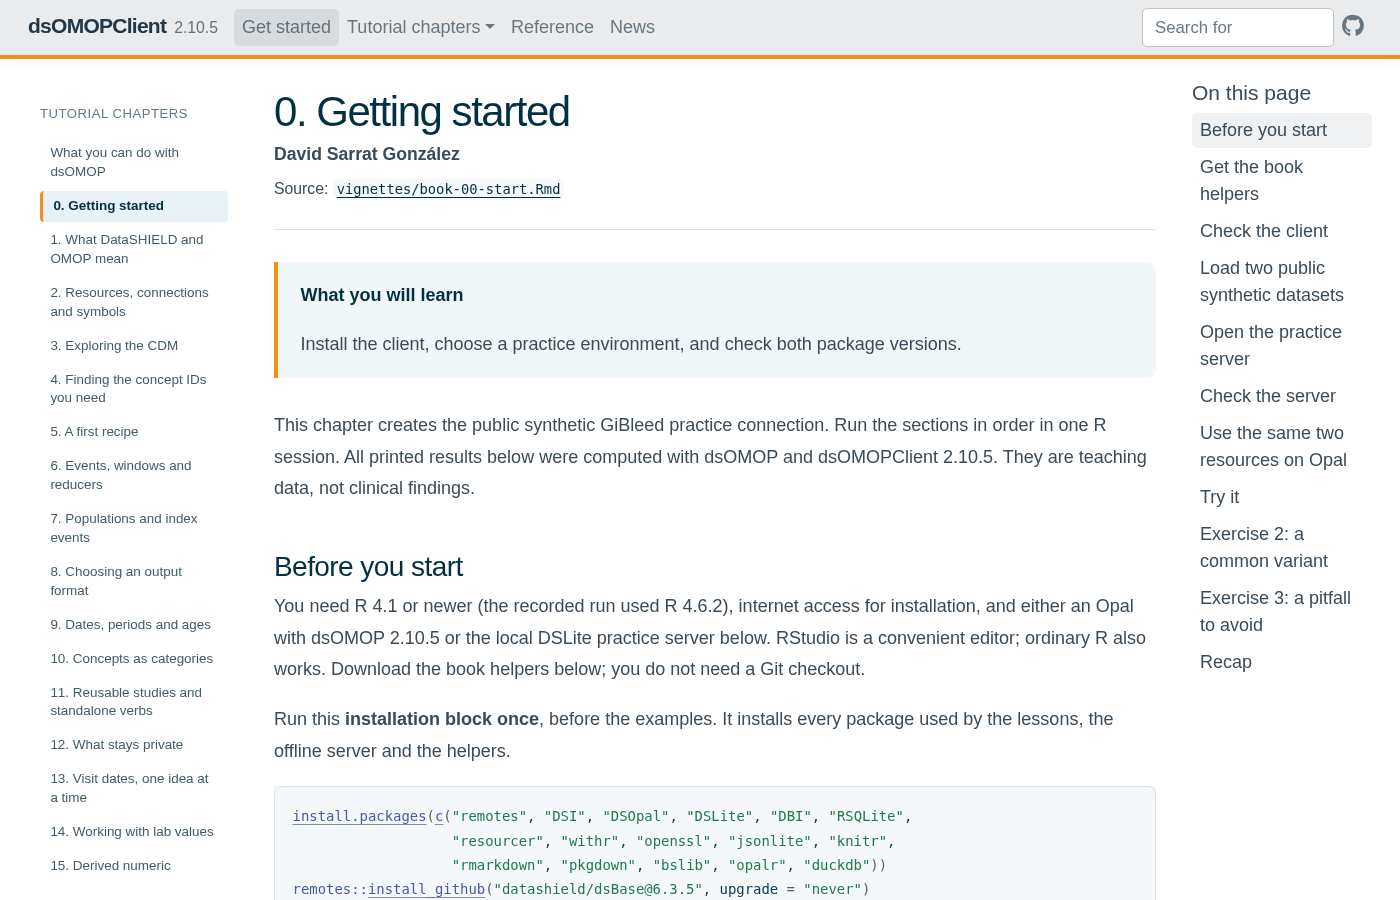 dsOMOPClient 2.10.5 Get started Tutorial chapters Reference News Search for
TUTORIAL CHAPTERS
What you can do with
dsOMOP
0. Getting started
1. What DataSHIELD and
OMOP mean
2. Resources, connections
and symbols
3. Exploring the CDM
4. Finding the concept IDs
you need
5. A first recipe
6. Events, windows and
reducers
7. Populations and index
events
8. Choosing an output
format
9. Dates, periods and ages
10. Concepts as categories
11. Reusable studies and
standalone verbs
12. What stays private
13. Visit dates, one idea at
a time
14. Working with lab values
15. Derived numeric
0. Getting started
David Sarrat González
Source: vignettes/book-00-start.Rmd
What you will learn
Install the client, choose a practice environment, and check both package versions.
This chapter creates the public synthetic GiBleed practice connection. Run the sections in order in one R
session. All printed results below were computed with dsOMOP and dsOMOPClient 2.10.5. They are teaching
data, not clinical findings.
Before you start
You need R 4.1 or newer (the recorded run used R 4.6.2), internet access for installation, and either an Opal
with dsOMOP 2.10.5 or the local DSLite practice server below. RStudio is a convenient editor; ordinary R also
works. Download the book helpers below; you do not need a Git checkout.
Run this installation block once, before the examples. It installs every package used by the lessons, the
offline server and the helpers.
install.packages(c("remotes", "DSI", "DSOpal", "DSLite", "DBI", "RSQLite",
"resourcer", "withr", "openssl", "jsonlite", "knitr",
"rmarkdown", "pkgdown", "bslib", "opalr", "duckdb"))
remotes::install_github("datashield/dsBase@6.3.5", upgrade = "never")
On this page
Before you start
Get the book
helpers
Check the client
Load two public
synthetic datasets
Open the practice
server
Check the server
Use the same two
resources on Opal
Try it
Exercise 2: a
common variant
Exercise 3: a pitfall
to avoid
Recap